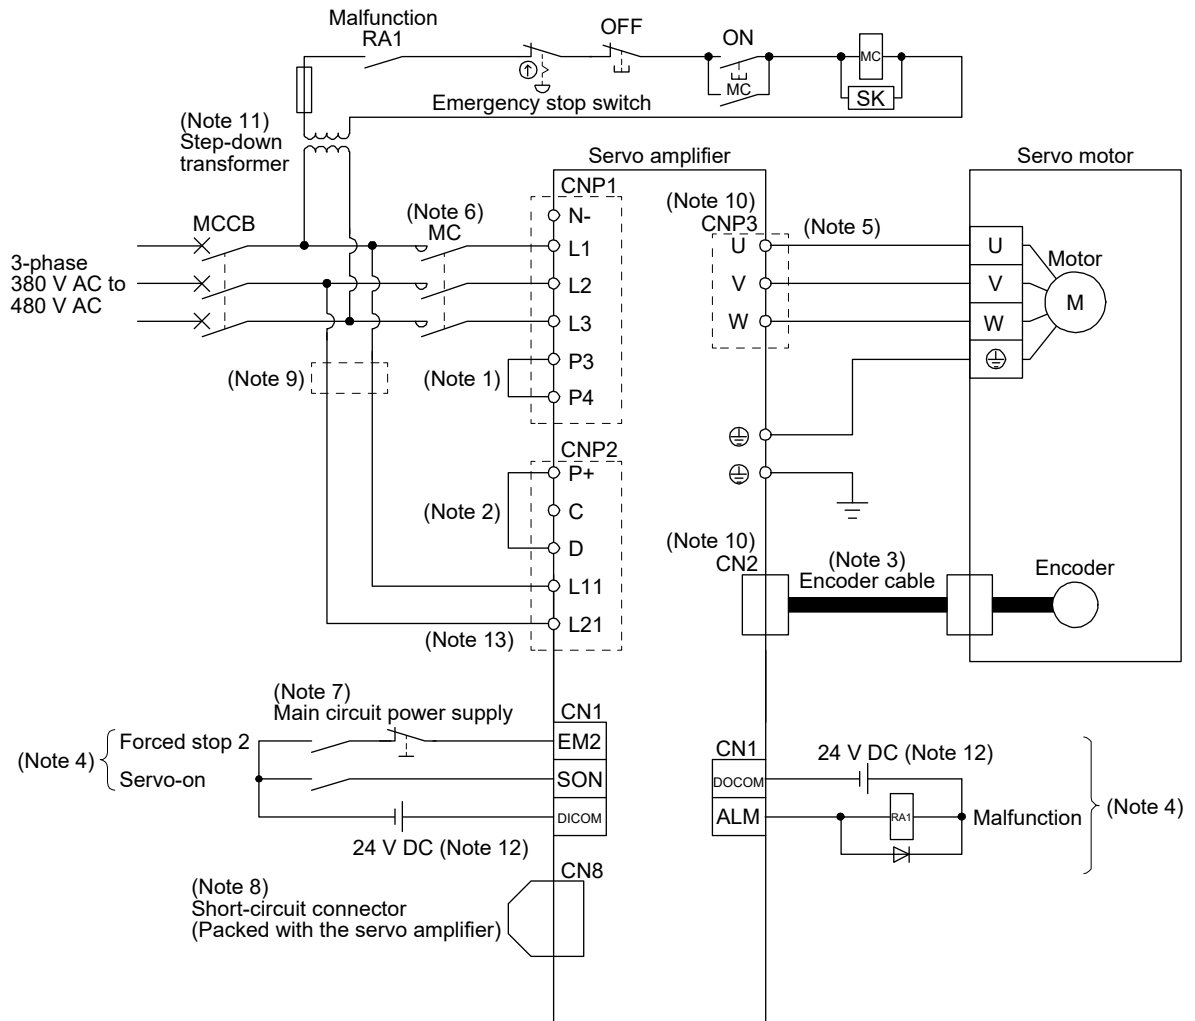 Malfunction
RA1
OFF
ON
MC
MC
SK
Emergency stop switch
(Note 11)
Step-down
transformer
Servo amplifier
Servo motor
CNP1
(Note 10)
CNP3
N-
MCCB
(Note 6)
MC
L1
U
(Note 5)
U
Motor
3-phase
380 V AC to
480 V AC
L2
V
V
M
L3
W
W
(Note 9)
(Note 1)
P3
P4
CNP2
P+
(Note 2)
C
D
(Note 10)
CN2
(Note 3)
Encoder cable
Encoder
L11
L21
(Note 13)
(Note 7)
Main circuit power supply
CN1
(Note 4)
Forced stop 2
EM2
Servo-on
SON
DICOM
24 V DC (Note 12)
CN1
24 V DC (Note 12)
DOCOM
ALM
RA1
Malfunction
(Note 4)
CN8
(Note 8)
Short-circuit connector
(Packed with the servo amplifier)